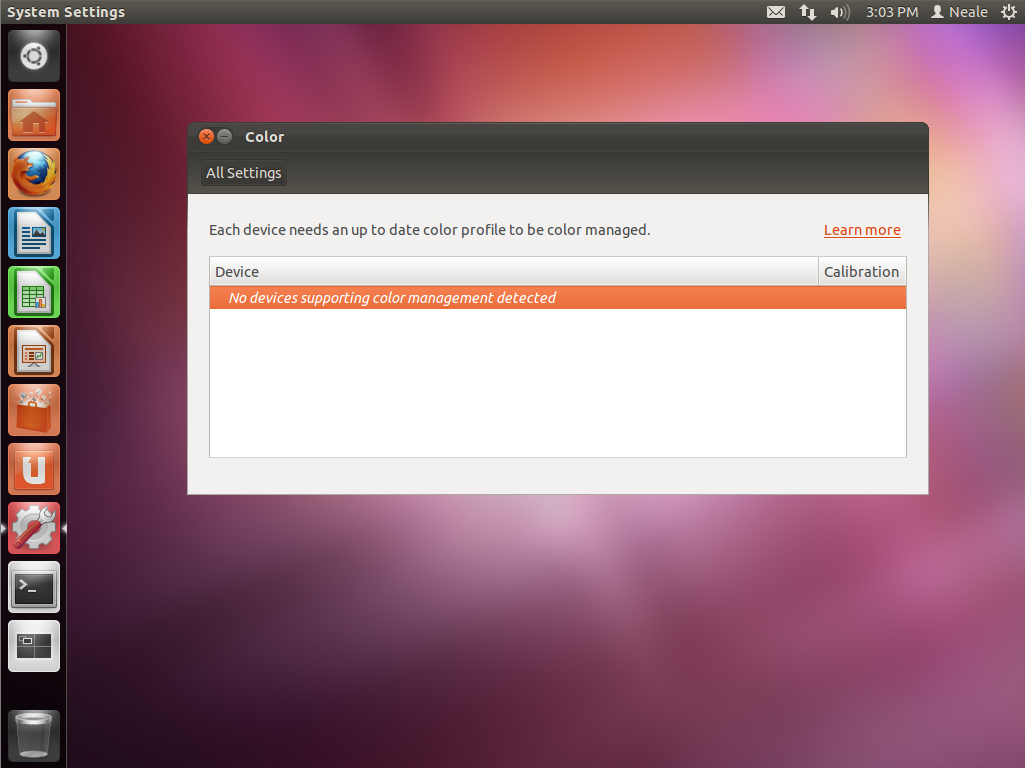 System Settings
3:03 PM
Neale
Color
All Settings
Each device needs an up to date color profile to be color managed.
Learn more
Device
Calibration
No devices supporting color management detected